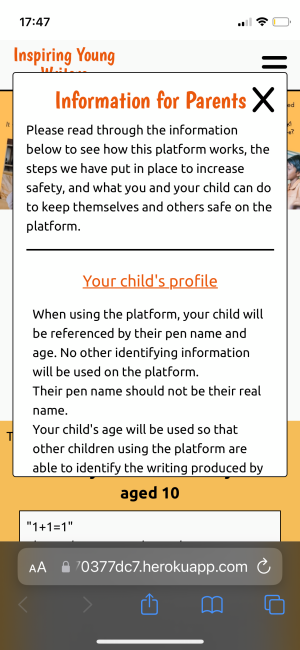 17:47
Inspiring Young
Writers
Information for Parents
Please read through the information
below to see how this platform works, the
steps we have put in place to increase
safety, and what you and your child can do
to keep themselves and others safe on the
platform.
Your child's profile
When using the platform, your child will
be referenced by their pen name and
age. No other identifying information
will be used on the platform.
Their pen name should not be their real
name.
Your child's age will be used so that
other children using the platform are
able to identify the writing produced by
aged 10
"1+1=1"
AA 70377dc7.herokuapp.com